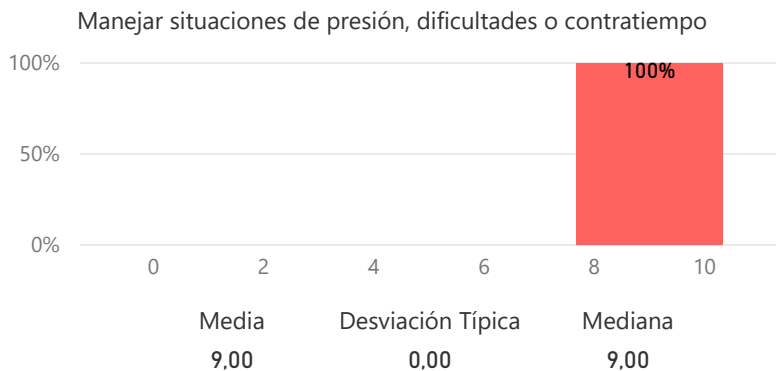 Manejar situaciones de presión, dificultades o contratiempo
100%
100%
50%
0%
0 2 4 6 8 10
Media Desviación Típica Mediana
9,00 0,00 9,00